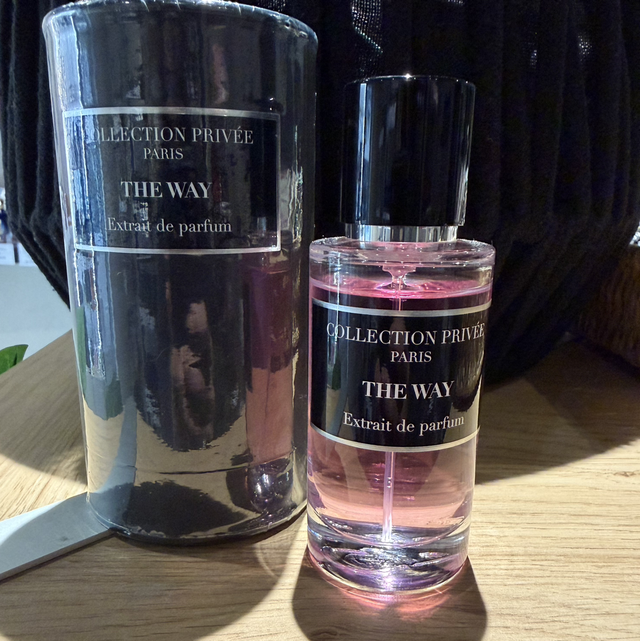 COLLECTION PRIVÉE
PARIS
THE WAY
Extrait de parfum
COLLECTION PRIVÉE
PARIS
THE WAY
Extrait de parfum